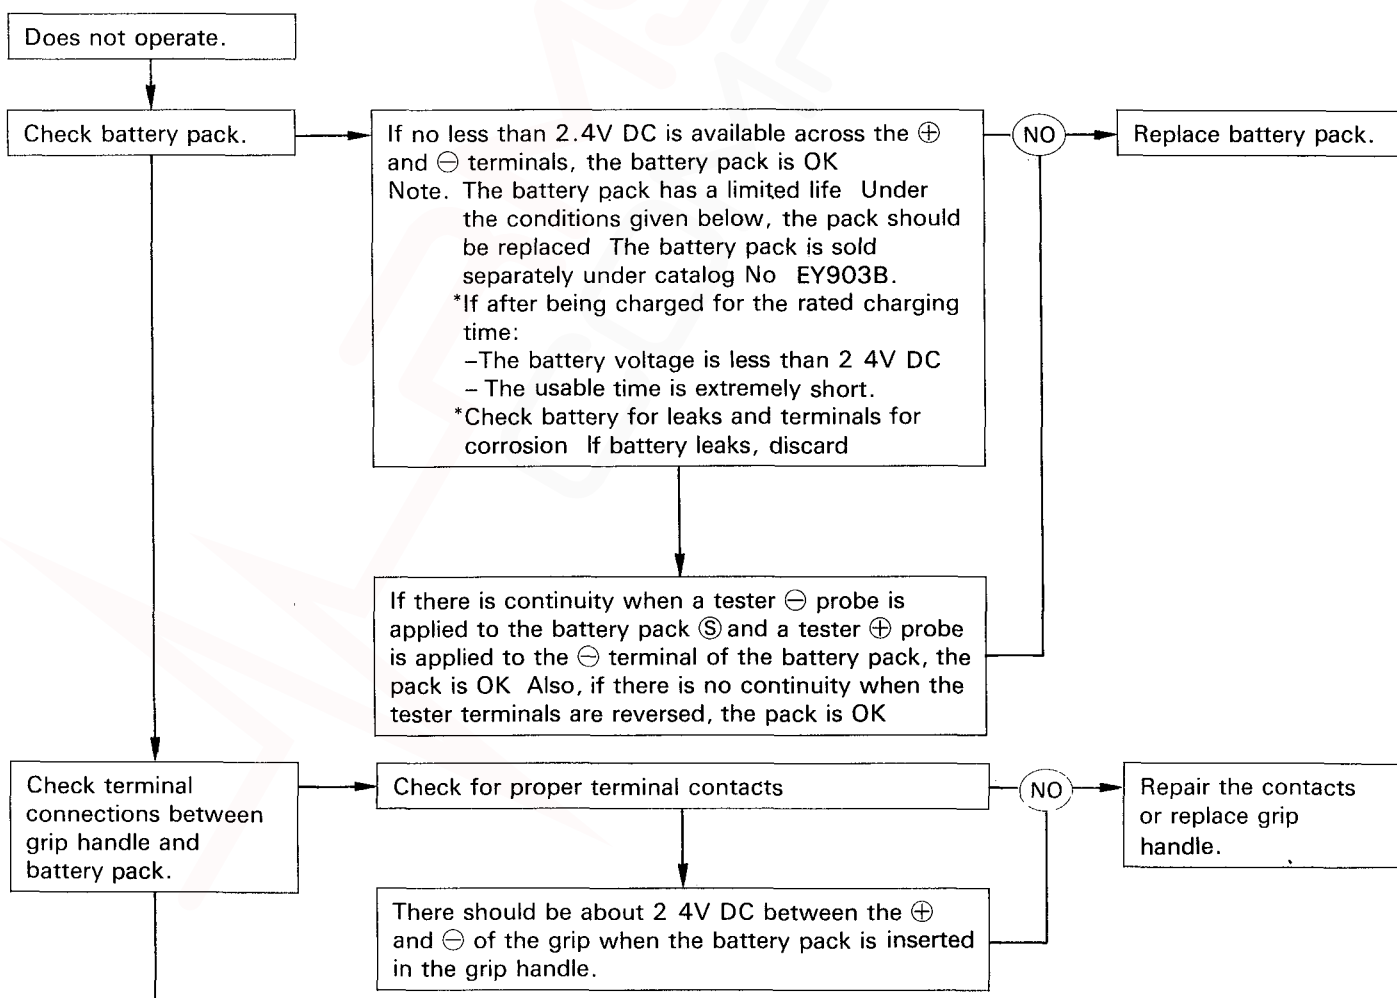 Does not operate.
Check battery pack.
If no less than 2.4V DC is available across the ⊕
and ⊖ terminals, the battery pack is OK
Note. The battery pack has a limited life Under
the conditions given below, the pack should
be replaced The battery pack is sold
separately under catalog No EY903B.
*If after being charged for the rated charging
time:
–The battery voltage is less than 2 4V DC
– The usable time is extremely short.
*Check battery for leaks and terminals for
corrosion If battery leaks, discard
NO
Replace battery pack.
If there is continuity when a tester ⊖ probe is
applied to the battery pack Ⓢ and a tester ⊕ probe
is applied to the ⊖ terminal of the battery pack, the
pack is OK Also, if there is no continuity when the
tester terminals are reversed, the pack is OK
Check terminal
connections between
grip handle and
battery pack.
Check for proper terminal contacts
NO
Repair the contacts
or replace grip
handle.
There should be about 2 4V DC between the ⊕
and ⊖ of the grip when the battery pack is inserted
in the grip handle.